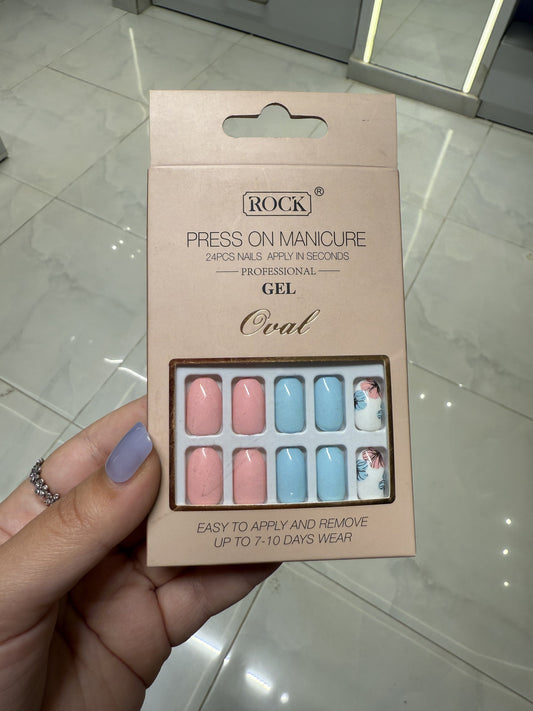 ROCK ®
PRESS ON MANICURE
24PCS NAILS APPLY IN SECONDS
PROFESSIONAL
GEL
Oval
EASY TO APPLY AND REMOVE
UP TO 7-10 DAYS WEAR